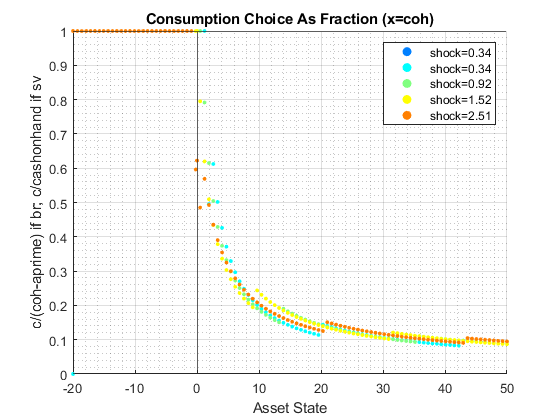 Consumption Choice As Fraction (x=coh)
c/(coh-aprime) if br, c/cashonhand if sv
1
0.9
0.8
0.7
0.6
0.5
0.4
0.3
0.2
0.1
0
shock=0.34
shock=0.34
shock=0.92
shock=1.52
shock=2.51
-20 -10 0 10 20 30 40 50
Asset State